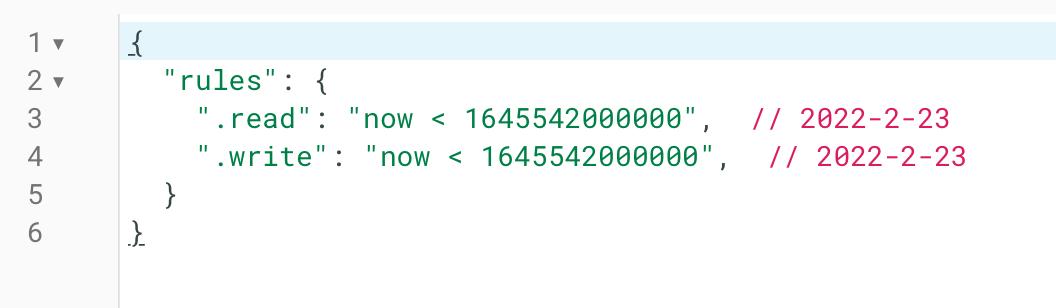 1 ▾ {
2 ▾   "rules": {
3     ".read": "now < 1645542000000",  // 2022-2-23
4     ".write": "now < 1645542000000",  // 2022-2-23
5   }
6 }